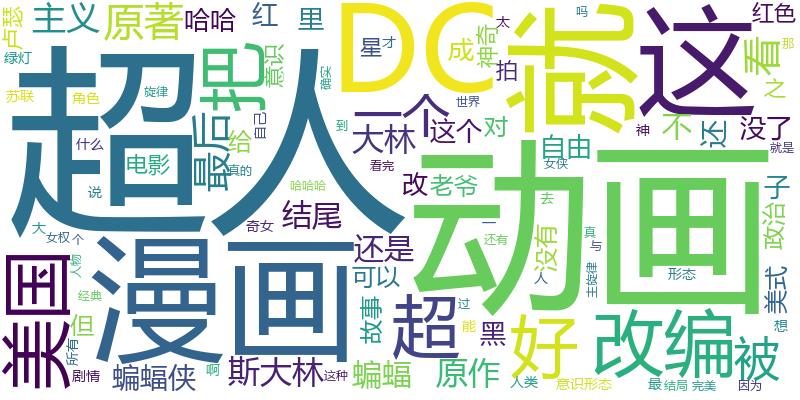 卢瑟
主义
原著
哈哈
红
里
DC
就
这
红色
那
吗
太
绿灯
星
才
成
神奇
看
之
苏联
角色
旋律
把
意识
确实
拍
超人
一个
世界
什么
最后
给
自己
到
大林
这个
对
不
还
没了
神
就是
电影
说
真的
看完
改
老爷
自由
女侠
动画
子
政治
大
女权
个
奇女
结尾
哈哈哈
一
去
没有
真
与
美国
人物
漫画
还是
还有
人
主旋律
形态
美式
可以
经典
但
故事
超
过
能
黑
好
改编
被
想
所有
剧情
蝙蝠侠
啊
斯大林
这种
蝙蝠
原作
人类
意识形态
最
结局
完美
因为